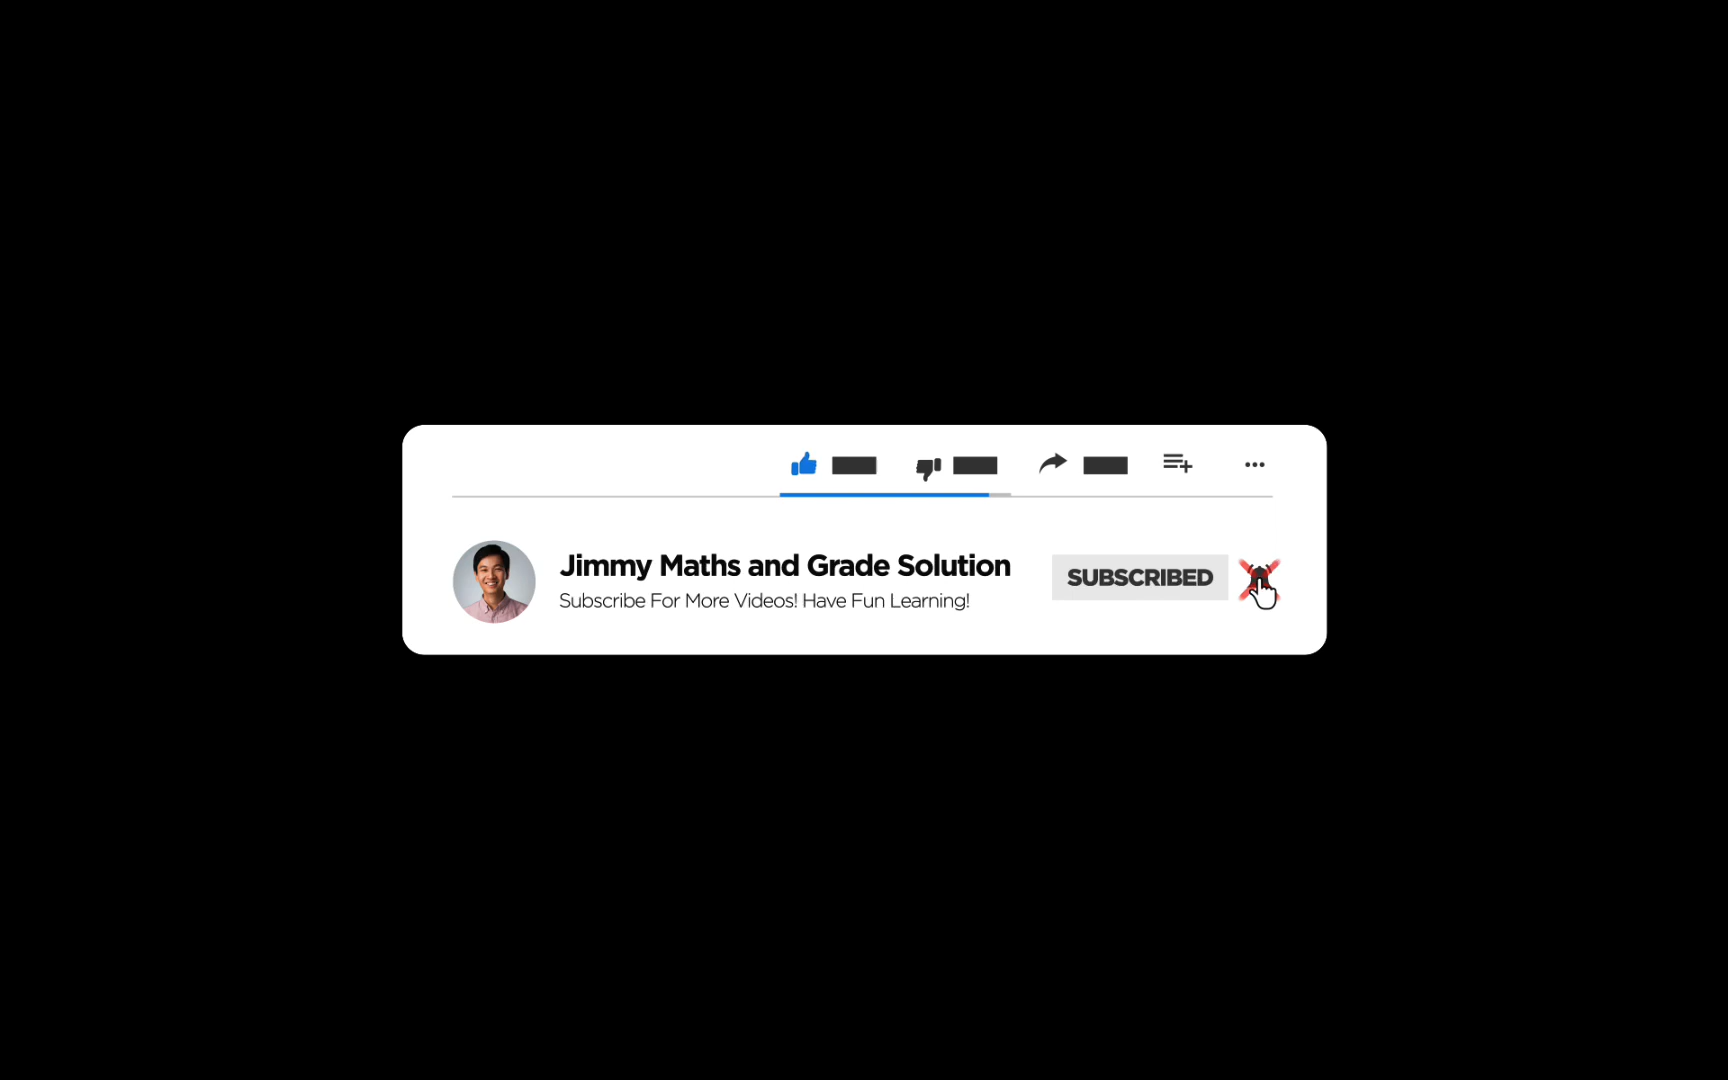 Jimmy Maths and Grade Solution
Subscribe For More Videos! Have Fun Learning!
SUBSCRIBED